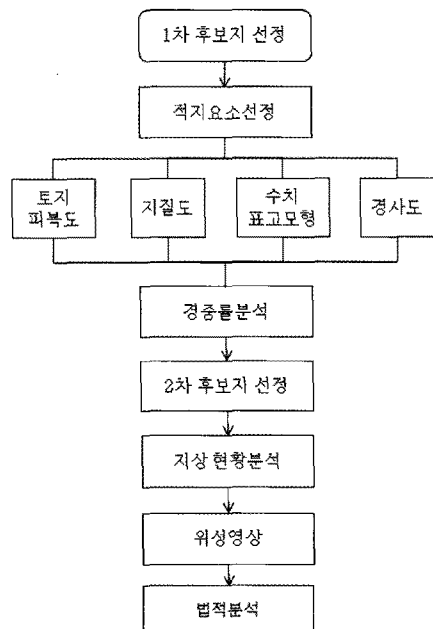 1차 후보지 선정
적지요소선정
토지
피복도
지질도
수치
표고모형
경사도
경중률분석
2차 후보지 선정
지상 현황분석
위성영상
법적분석